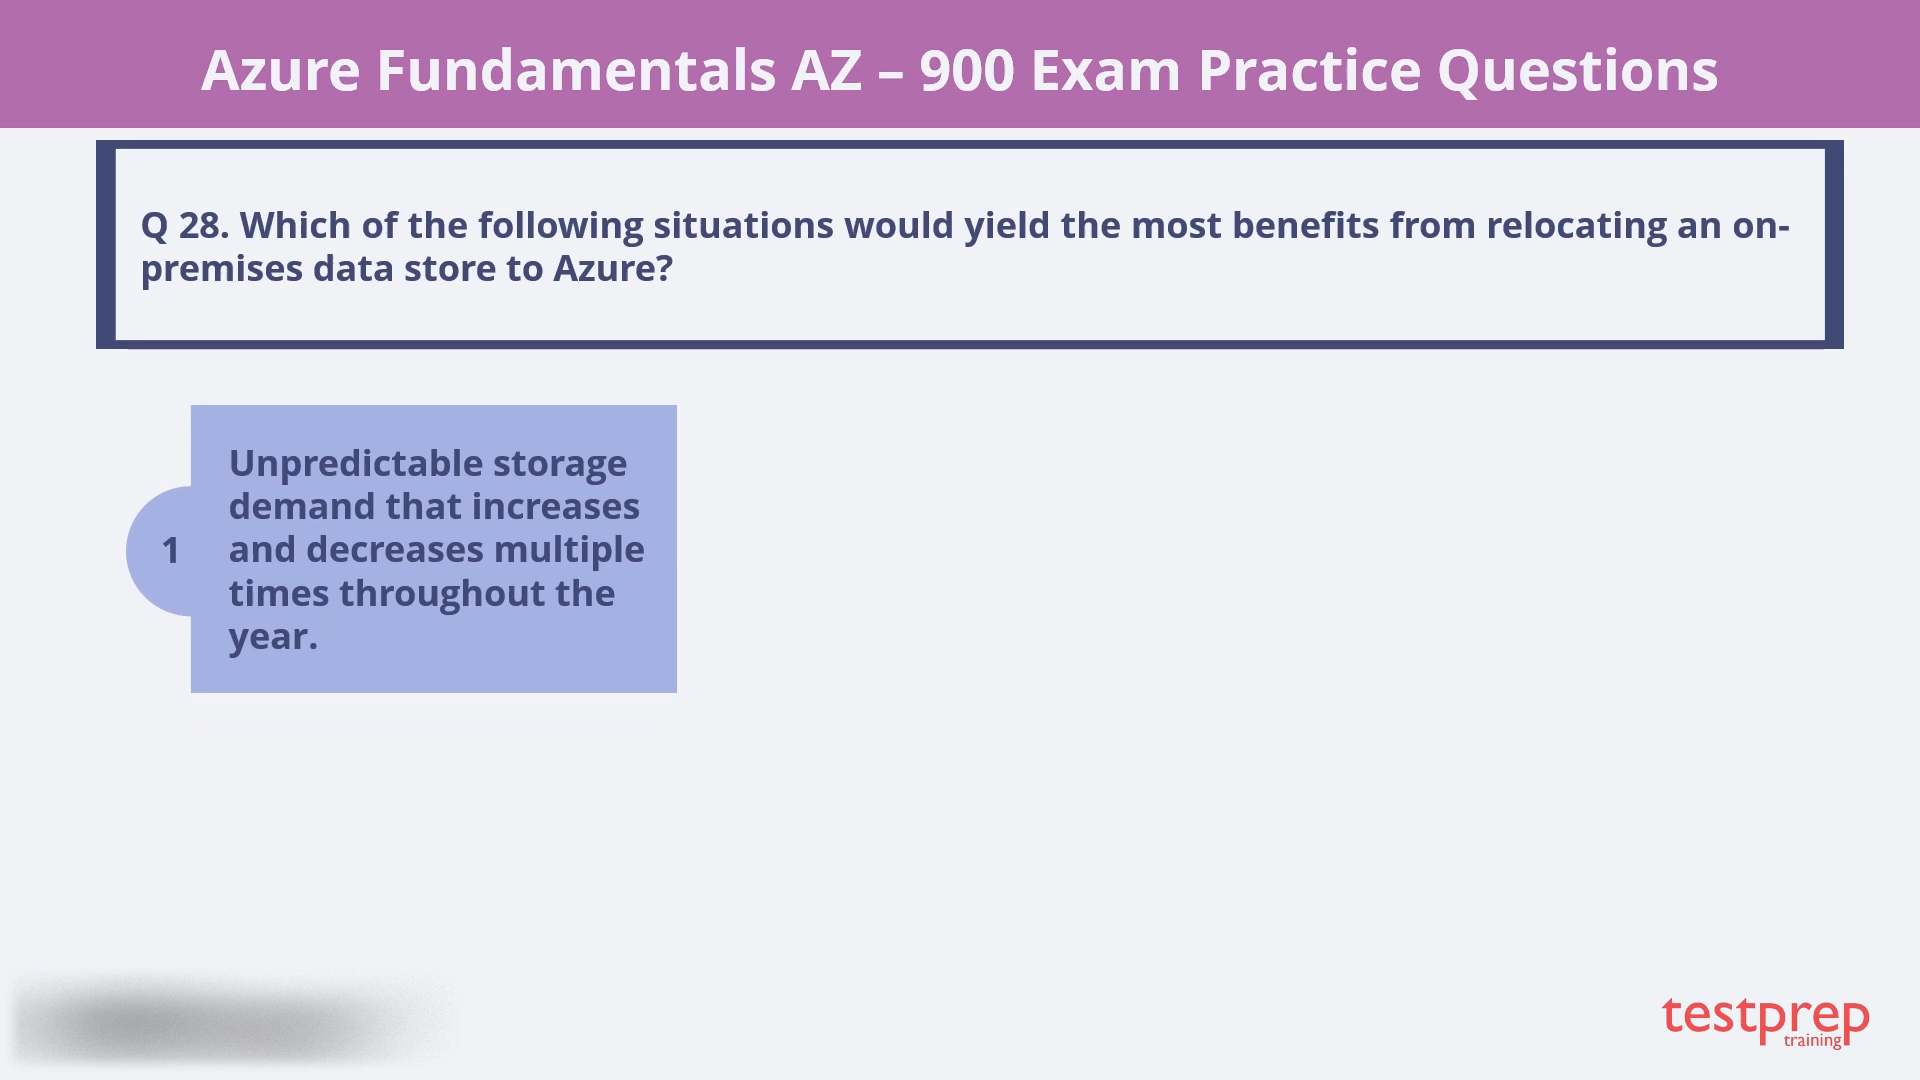 Azure Fundamentals AZ – 900 Exam Practice Questions
Q 28. Which of the following situations would yield the most benefits from relocating an on-
premises data store to Azure?
1
Unpredictable storage
demand that increases
and decreases multiple
times throughout the
year.
testprep
training